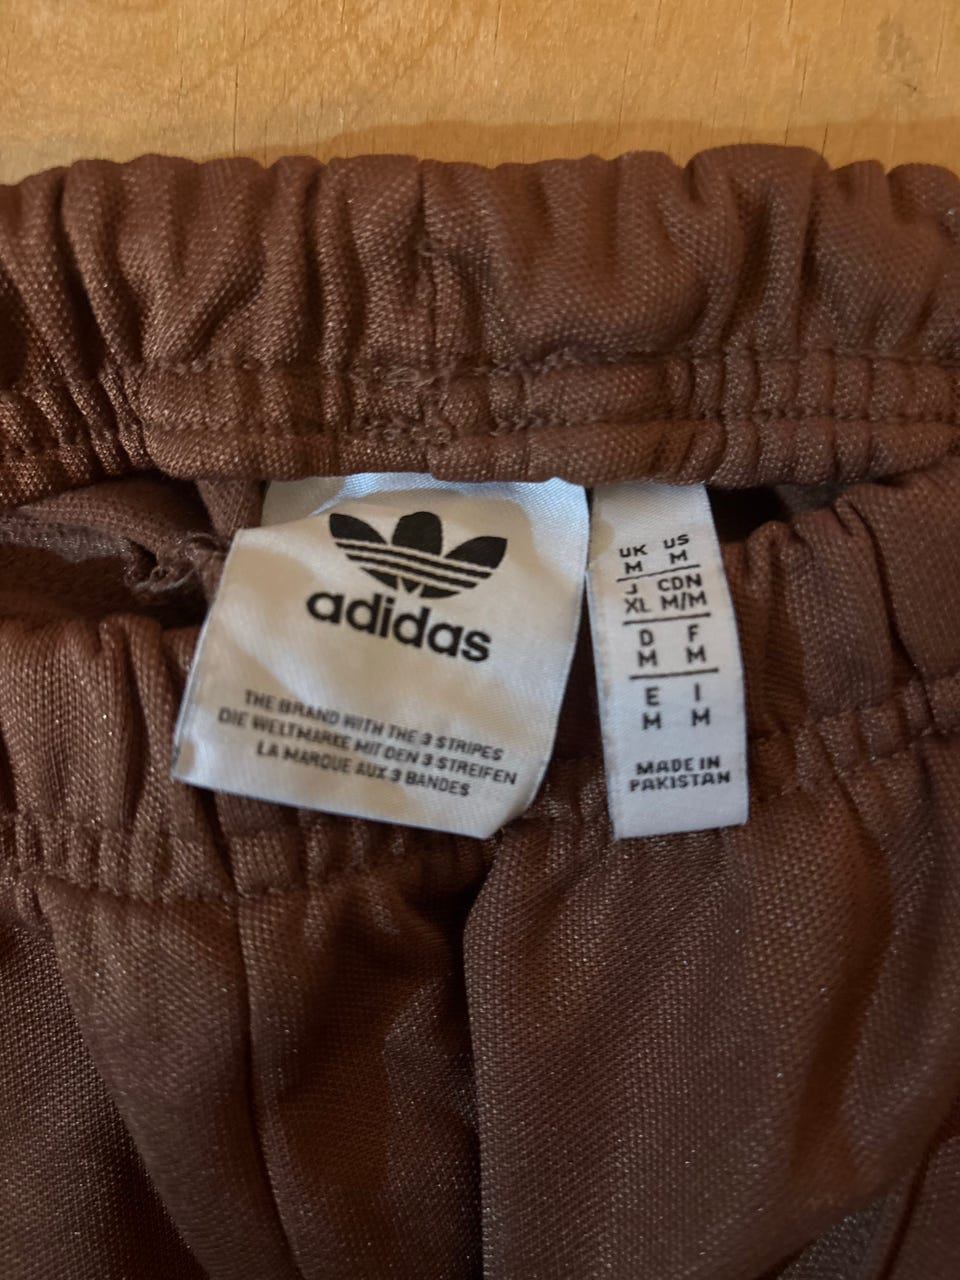 adidas
THE BRAND WITH THE 3 STRIPES
DIE WELTMARKE MIT DEN 3 STREIFEN
LA MARQUE AUX 3 BANDES
UK US
M M
J CDN
XL M/M
D F
M M
E I
M M
MADE IN
PAKISTAN